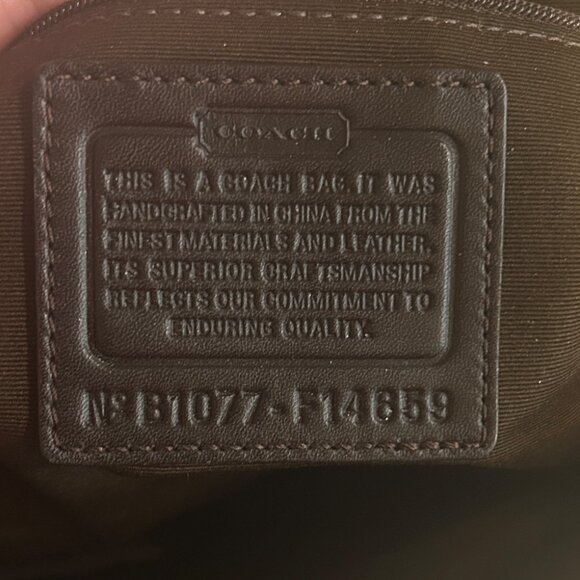 COACH
THIS IS A COACH BAG. IT WAS
HANDCRAFTED IN CHINA FROM THE
FINEST MATERIALS AND LEATHER.
ITS SUPERIOR CRAFTSMANSHIP
REFLECTS OUR COMMITMENT TO
ENDURING QUALITY.
Nº B1077-F14659